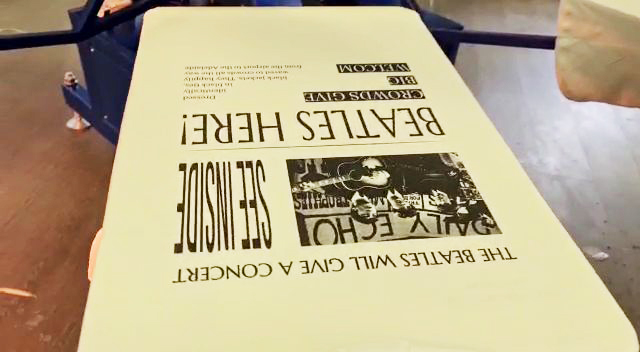 THE BEATLES WILL GIVE A CONCERT
DAILY ECHO
SEE INSIDE
BEATLES HERE!
CROWDS GIVE
BIG
WELCOM
Dressed
identically
in black ties,
black jackets. They happily
waved to crowds all the way
from the airport to the Adelaide